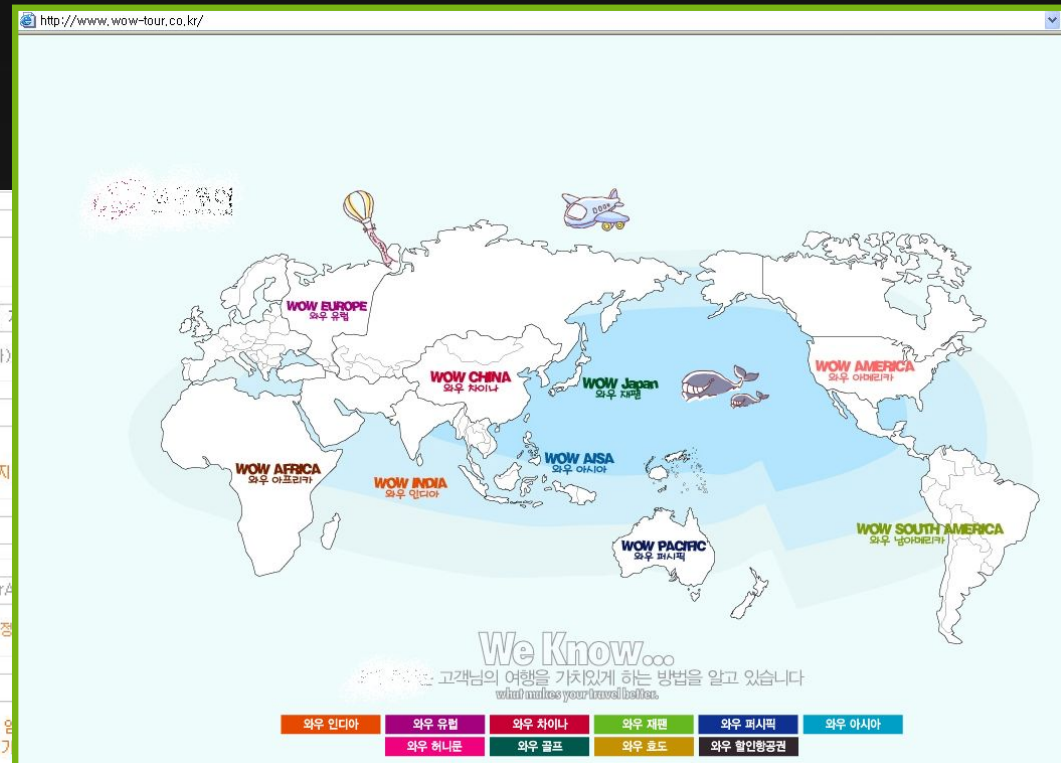 http://www.wow-tour.co.kr/
WOW EUROPE
와우 유럽
WOW CHINA
와우 차이나
WOW Japan
와우 재팬
WOW AMERICA
와우 아메리카
WOW AFRICA
와우 아프리카
WOW INDIA
와우 인디아
WOW AISA
와우 아시아
WOW PACIFIC
와우 퍼시픽
WOW SOUTH AMERICA
와우 남아메리카
We Know...
고객님의 여행을 가치있게 하는 방법을 알고 있습니다
what makes your travel better.
와우 인디아 와우 유럽 와우 차이나 와우 재팬 와우 퍼시픽 와우 아시아
와우 허니문 와우 골프 와우 효도 와우 할인항공권